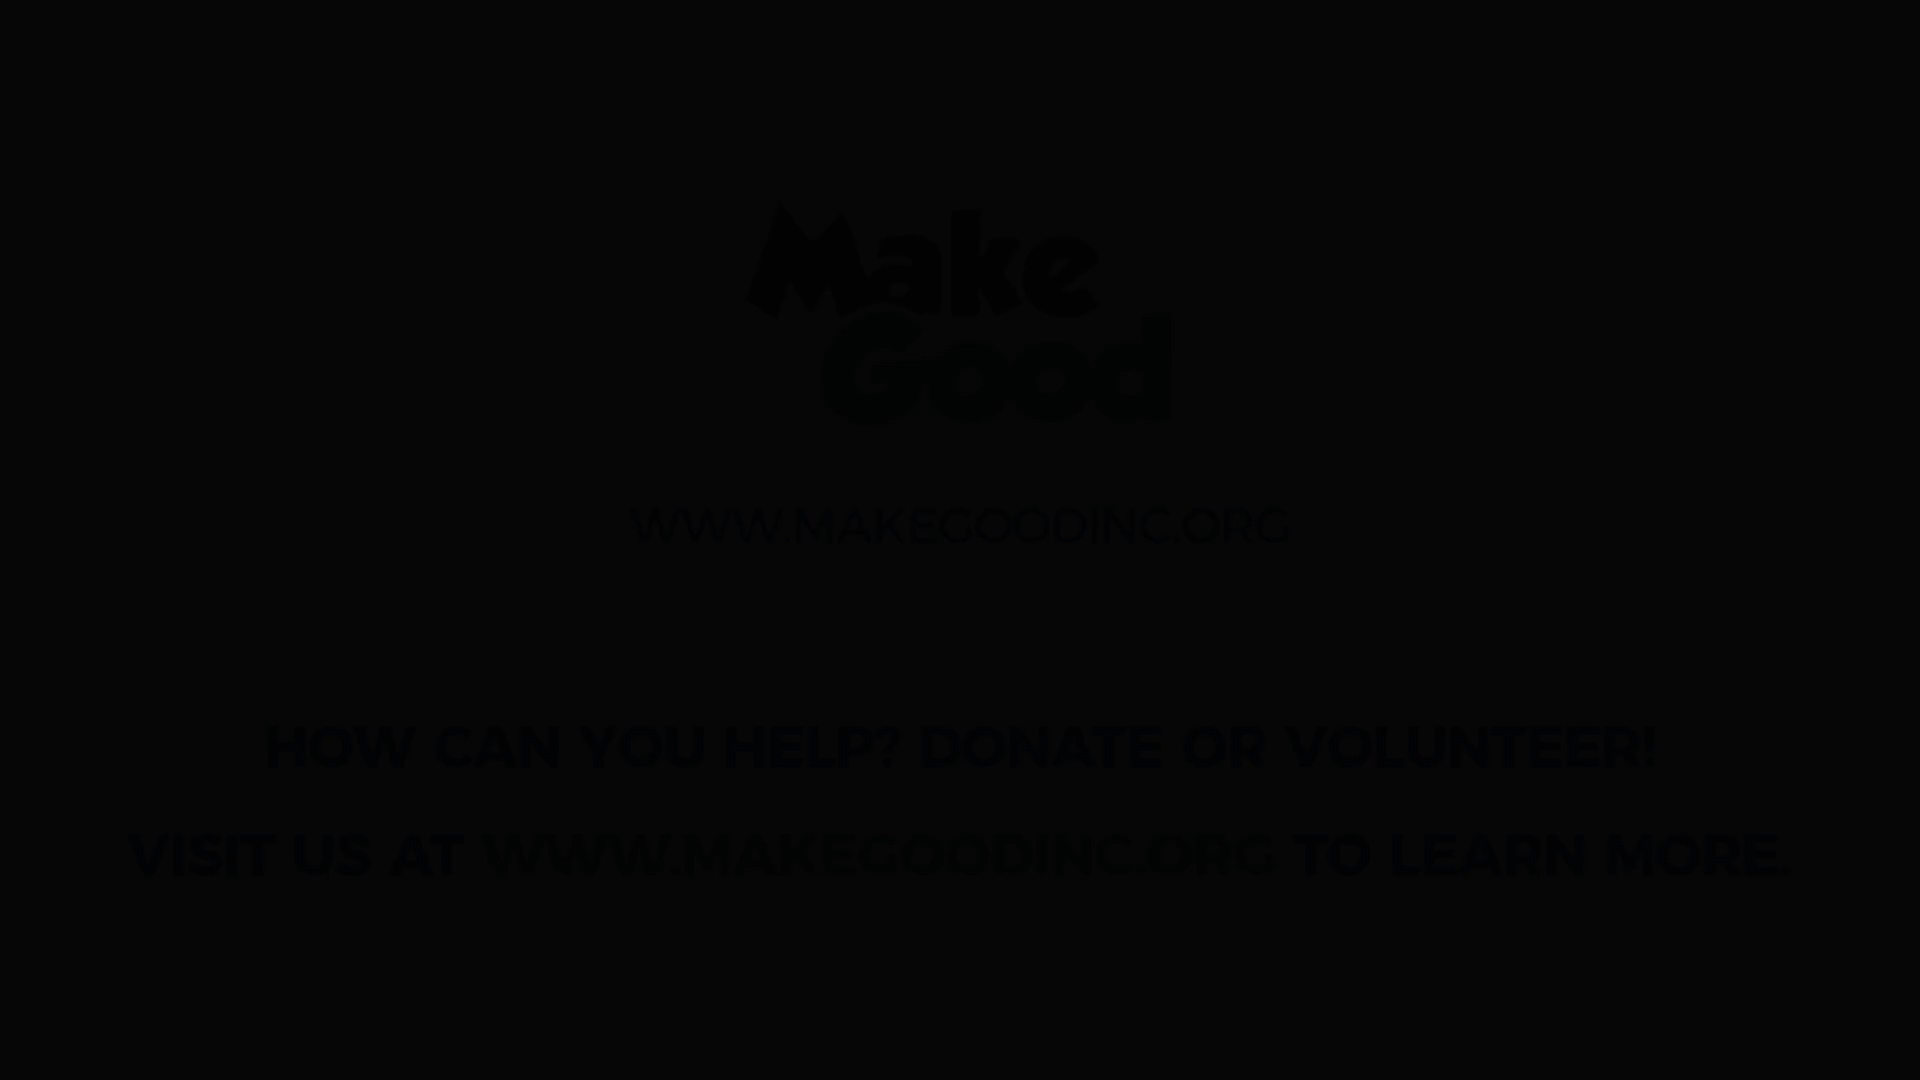 Make
Good
WWW.MAKEGOODINC.ORG
HOW CAN YOU HELP? DONATE OR VOLUNTEER!
VISIT US AT WWW.MAKEGOODINC.ORG TO LEARN MORE.